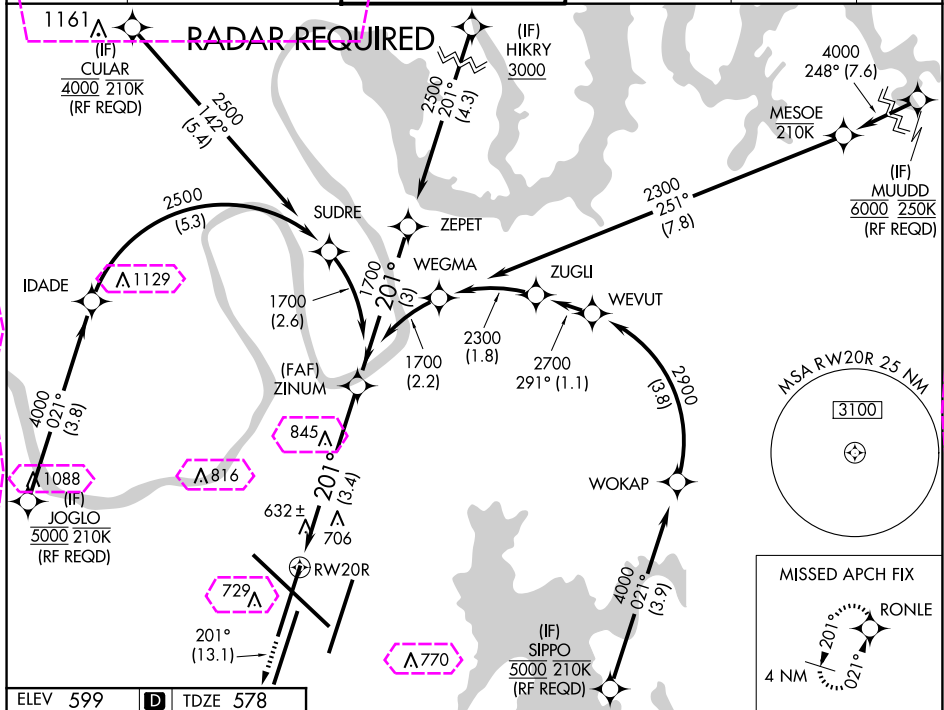 1161
(IF)
CULAR
4000 210K
(RF REQD)
RADAR REQUIRED
(IF)
HIKRY
3000
2500
142°
(5.4)
2500
201°
(4.3)
4000
248° (7.6)
MESOE
210K
(IF)
MUUDD
6000 250K
(RF REQD)
2500
(5.3)
SUDRE
ZEPET
2300
251°
(7.8)
IDADE
1129
WEGMA
ZUGLI
WEVUT
1700
(2.6)
1700
201°
(3)
1700
(2.2)
2300
(1.8)
2700
291° (1.1)
2900
(3.8)
(FAF)
ZINUM
MSA RW20R 25 NM
3100
4000
021°
(3.8)
845
1088
816
(IF)
JOGLO
5000 210K
(RF REQD)
201°
(3.4)
632 ±
706
WOKAP
RW20R
729
201°
(13.1)
4000
021°
(3.9)
770
(IF)
SIPPO
5000 210K
(RF REQD)
MISSED APCH FIX
RONLE
201°
021°
4 NM
ELEV 599 D TDZE 578